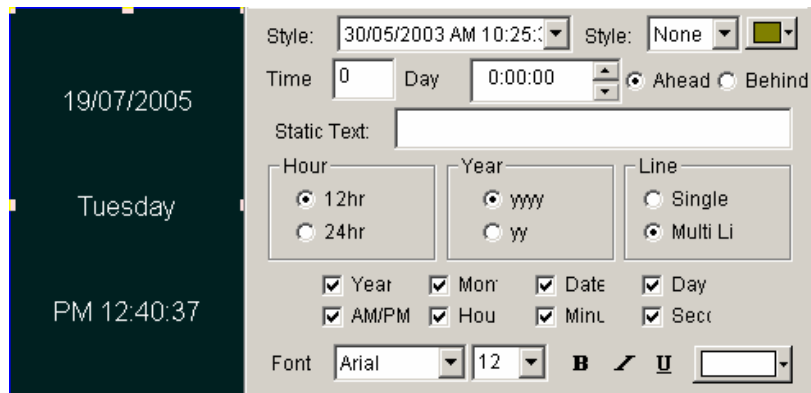 19/07/2005
Tuesday
PM 12:40:37
Style: 30/05/2003 AM 10:25:3 Style: None
Time 0 Day 0:00:00 Ahead Behind
Static Text:
Hour Year Line
12hr yyyy Single
24hr yy Multi Li
Year Mon Date Day
AM/PM Hou Minu Seco
Font Arial 12 B I U